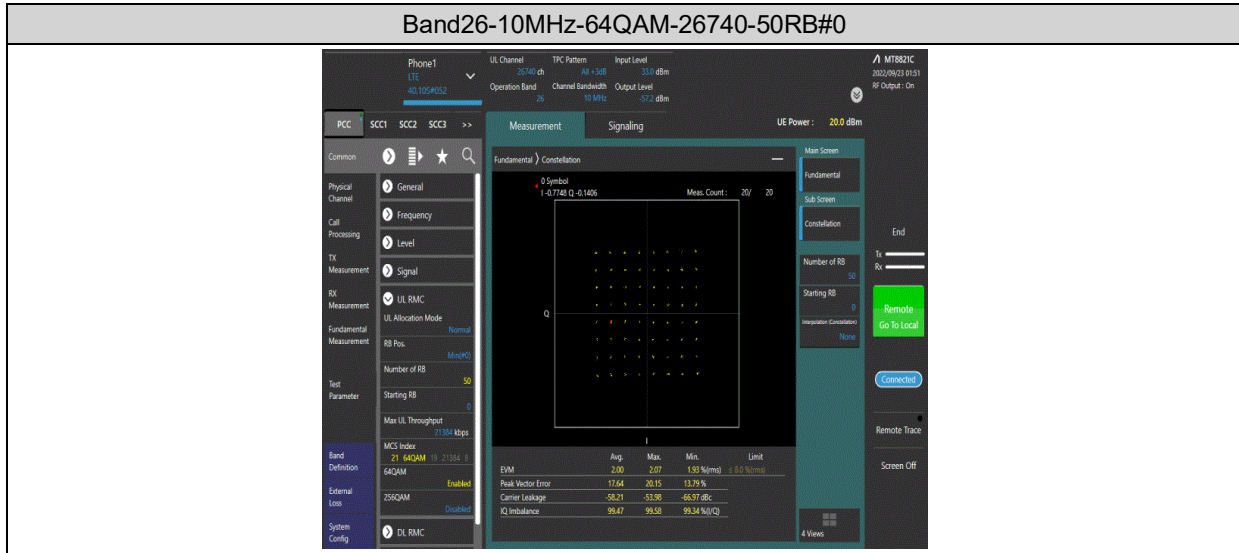 Band26-10MHz-64QAM-26740-50RB#0
Phone1
LTE
40.105#052
UL Channel TPC Pattern Input Level
26740 ch All +3dB 33.0 dBm
Operation Band Channel Bandwidth Output Level
26 10 MHz -57.2 dBm
MT8821C
2022/09/23 01:51
RF Output : On
PCC SCC1 SCC2 SCC3 >>
Measurement Signaling
UE Power : 20.0 dBm
Common
Physical
Channel
Call
Processing
TX
Measurement
RX
Measurement
Fundamental
Measurement
Test
Parameter
Band
Definition
External
Loss
System
Config
General
Frequency
Level
Signal
UL RMC
UL Allocation Mode
Normal
RB Pos.
Min(#0)
Number of RB
50
Starting RB
0
Max UL Throughput
21384 kbps
MCS Index
21 64QAM 19 21384 8
64QAM
Enabled
256QAM
Disabled
DL RMC
Fundamental Constellation
0 Symbol
I -0.7748 Q -0.1406 Meas. Count : 20/ 20
Q
I
Avg. Max. Min. Limit
EVM 2.00 2.07 1.93 %(rms) ≤ 8.0 %(rms)
Peak Vector Error 17.64 20.15 13.79 %
Carrier Leakage -58.21 -53.98 -66.97 dBc
IQ Imbalance 99.47 99.58 99.34 %(I/Q)
Main Screen
Fundamental
Sub Screen
Constellation
Number of RB
50
Starting RB
0
Interpolation (Constellation)
None
4 Views
End
Tx
Rx
Remote
Go To Local
Connected
Remote Trace
Screen Off